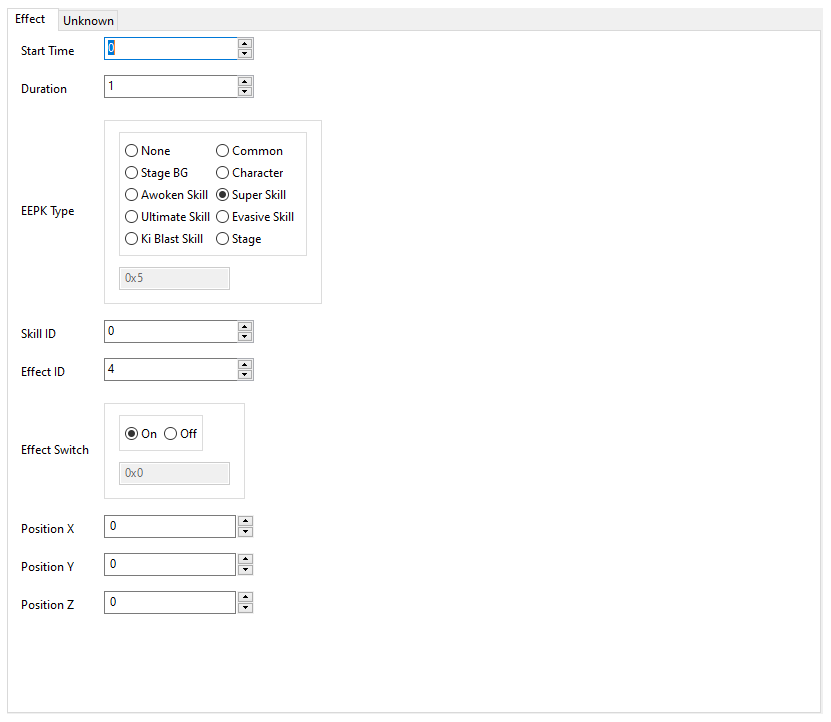 Effect Unknown
Start Time 0
Duration 1
None Common
Stage BG Character
Awoken Skill Super Skill
EEPK Type
Ultimate Skill Evasive Skill
Ki Blast Skill Stage
0x5
Skill ID 0
Effect ID 4
On Off
Effect Switch
0x0
Position X 0
Position Y 0
Position Z 0